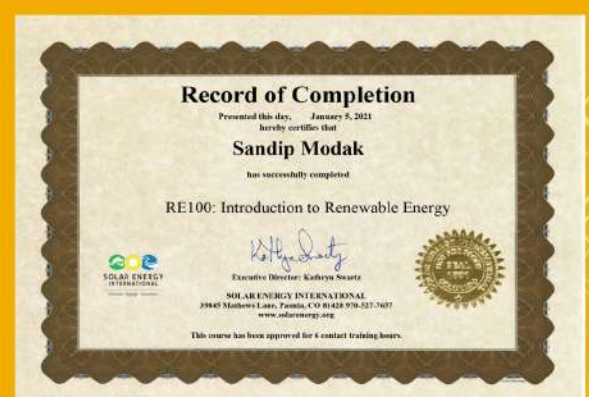 Record of Completion
Presented this day, January 5, 2021
hereby certifies that
Sandip Modak
has successfully completed
RE100: Introduction to Renewable Energy
Kathryn Swartz
Executive Director: Kathryn Swartz
SOLAR ENERGY
INTERNATIONAL
SOLAR ENERGY INTERNATIONAL
39845 Mathews Lane, Paonia, CO 81428 970-527-7657
www.solarenergy.org
This course has been approved for 6 contact training hours.